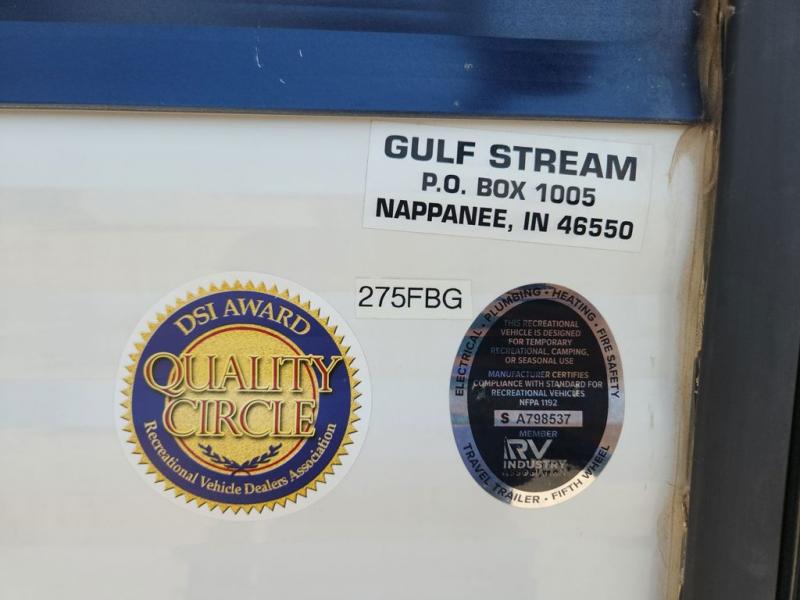 GULF STREAM
P.O. BOX 1005
NAPPANEE, IN 46550
275FBG
DSI AWARD
QUALITY
CIRCLE
Recreational Vehicle Dealers Association
ELECTRICAL • PLUMBING • HEATING • FIRE SAFETY
THIS RECREATIONAL
VEHICLE IS DESIGNED
FOR TEMPORARY
RECREATIONAL, CAMPING,
OR SEASONAL USE
MANUFACTURER CERTIFIES
COMPLIANCE WITH STANDARD FOR
RECREATIONAL VEHICLES
NFPA 1192
S A798537
MEMBER
RV
INDUSTRY
ASSOCIATION
TRAVEL TRAILER • FIFTH WHEEL